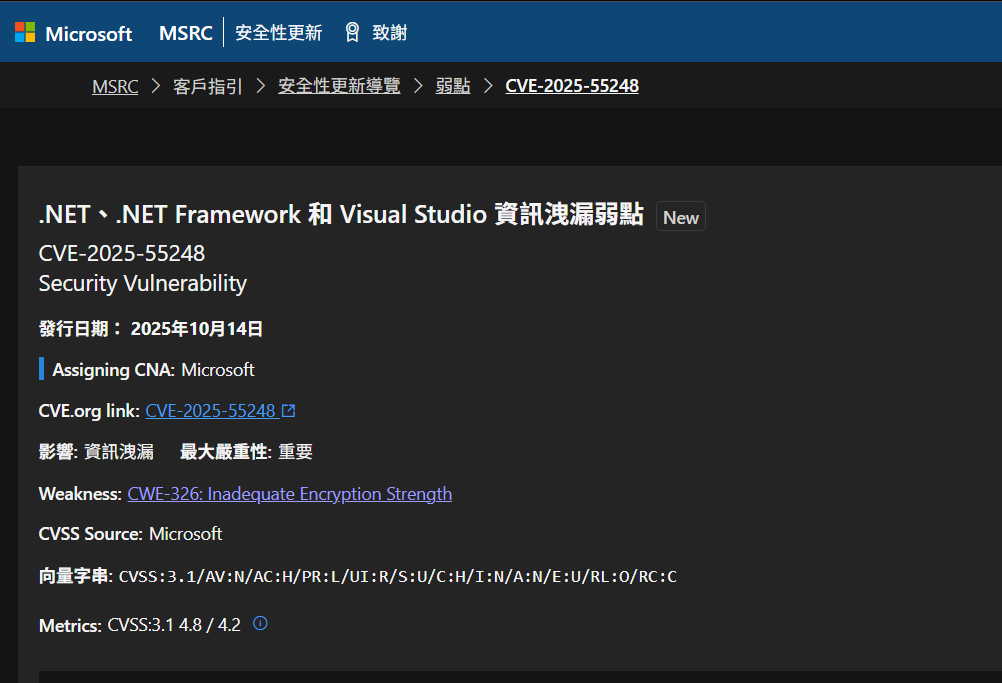 Microsoft MSRC 安全性更新 致謝
MSRC > 客戶指引 > 安全性更新導覽 > 弱點 > CVE-2025-55248
.NET、.NET Framework 和 Visual Studio 資訊洩漏弱點 New
CVE-2025-55248
Security Vulnerability
發行日期： 2025年10月14日
Assigning CNA: Microsoft
CVE.org link: CVE-2025-55248
影響: 資訊洩漏 最大嚴重性: 重要
Weakness: CWE-326: Inadequate Encryption Strength
CVSS Source: Microsoft
向量字串: CVSS:3.1/AV:N/AC:H/PR:L/UI:R/S:U/C:H/I:N/A:N/E:U/RL:O/RC:C
Metrics: CVSS:3.1 4.8 / 4.2